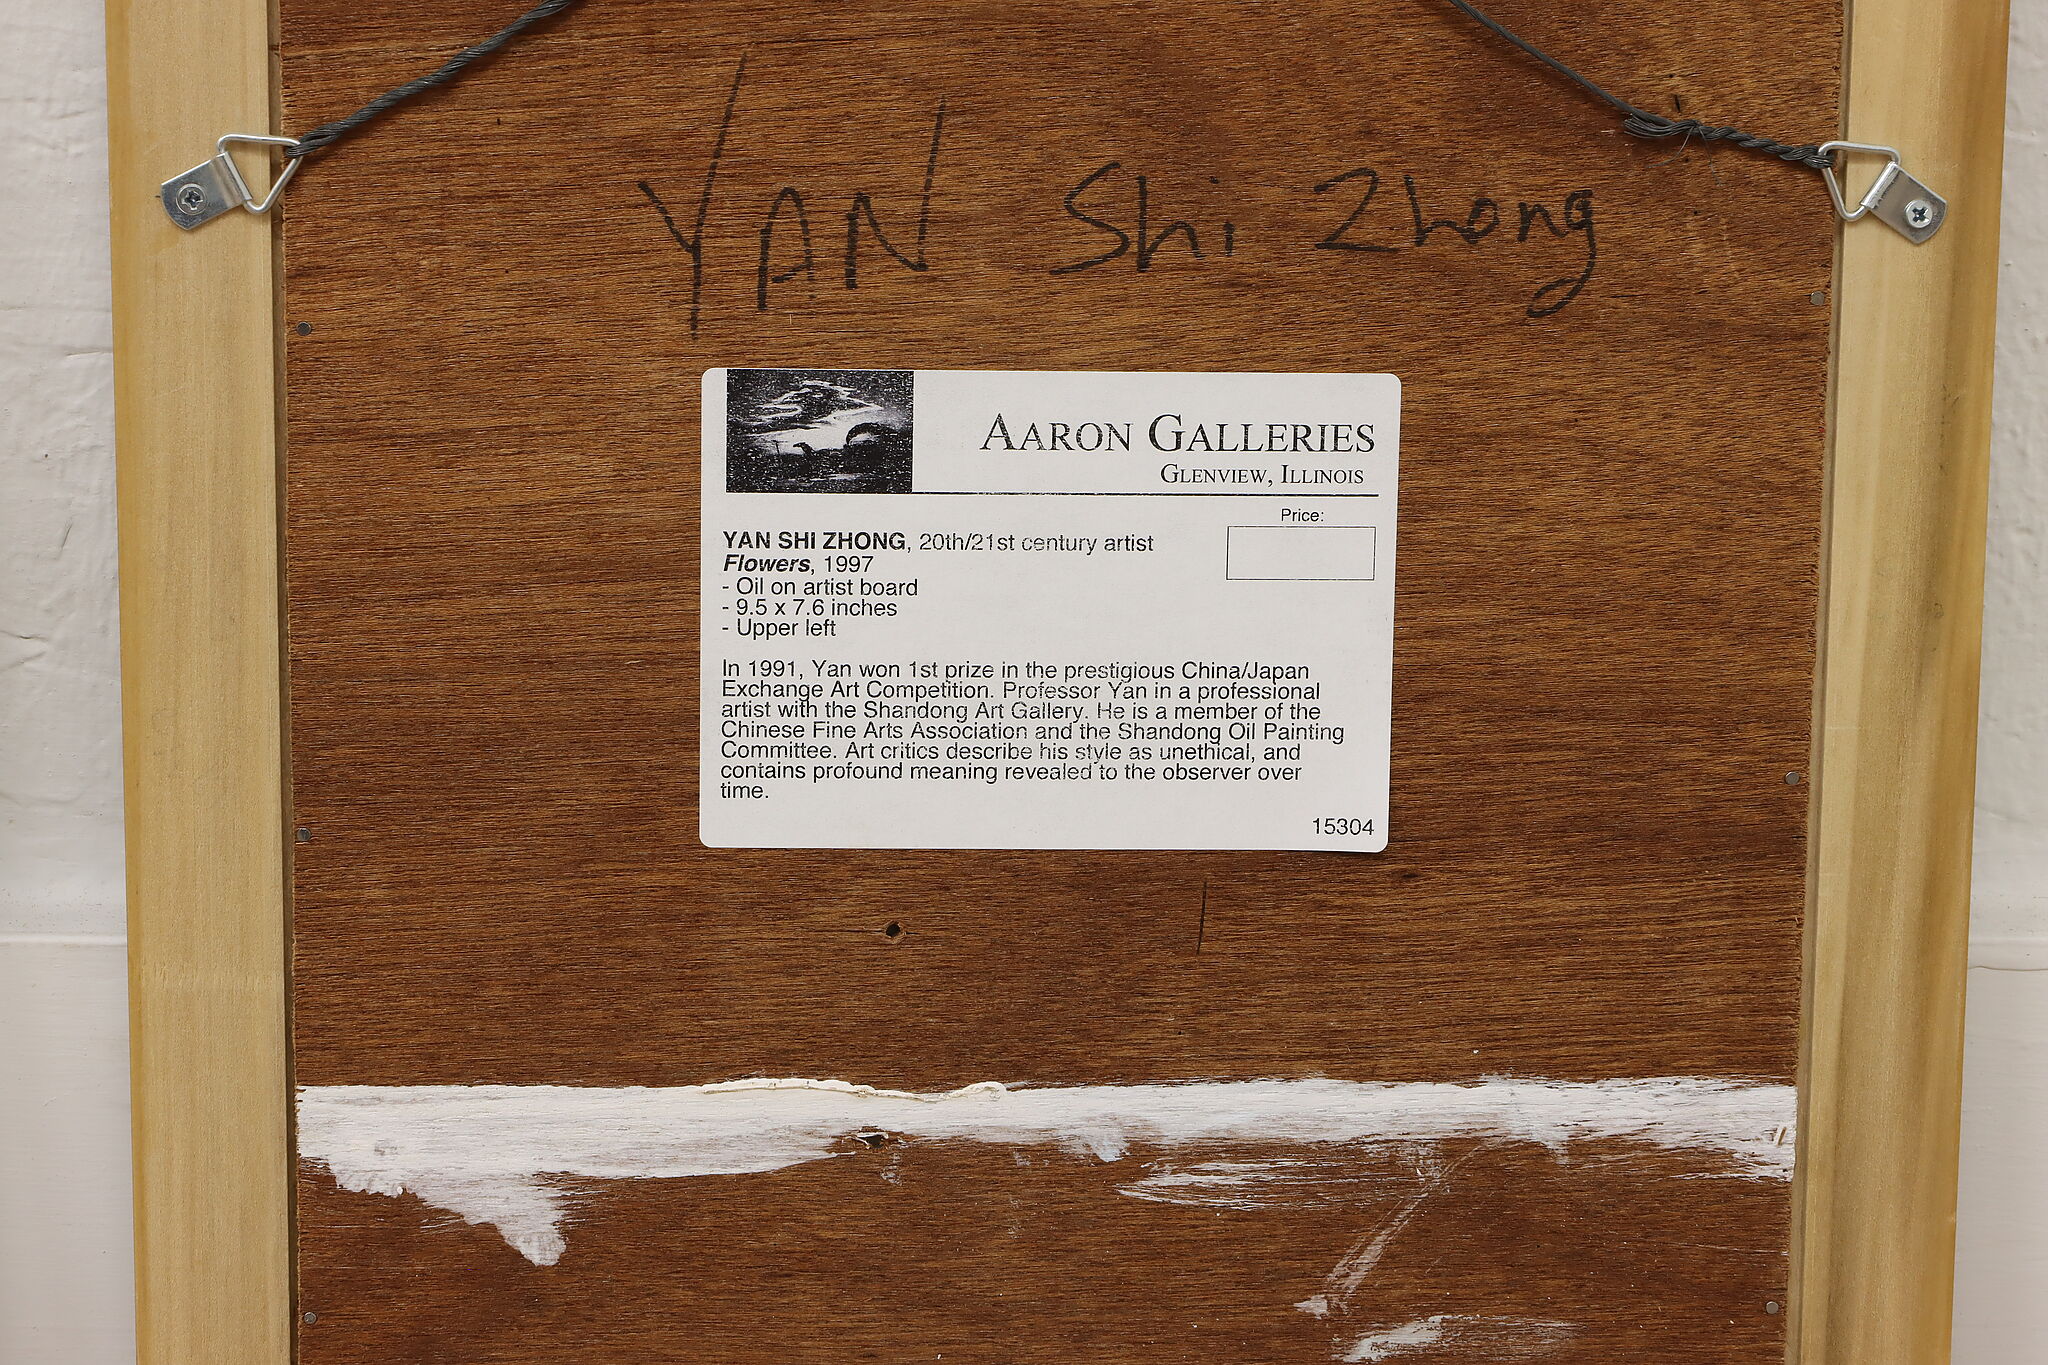 YAN Shi Zhong
AARON GALLERIES
GLENVIEW, ILLINOIS
Price:
YAN SHI ZHONG, 20th/21st century artist
Flowers, 1997
- Oil on artist board
- 9.5 x 7.6 inches
- Upper left
In 1991, Yan won 1st prize in the prestigious China/Japan
Exchange Art Competition. Professor Yan in a professional
artist with the Shandong Art Gallery. He is a member of the
Chinese Fine Arts Association and the Shandong Oil Painting
Committee. Art critics describe his style as unethical, and
contains profound meaning revealed to the observer over
time.
15304